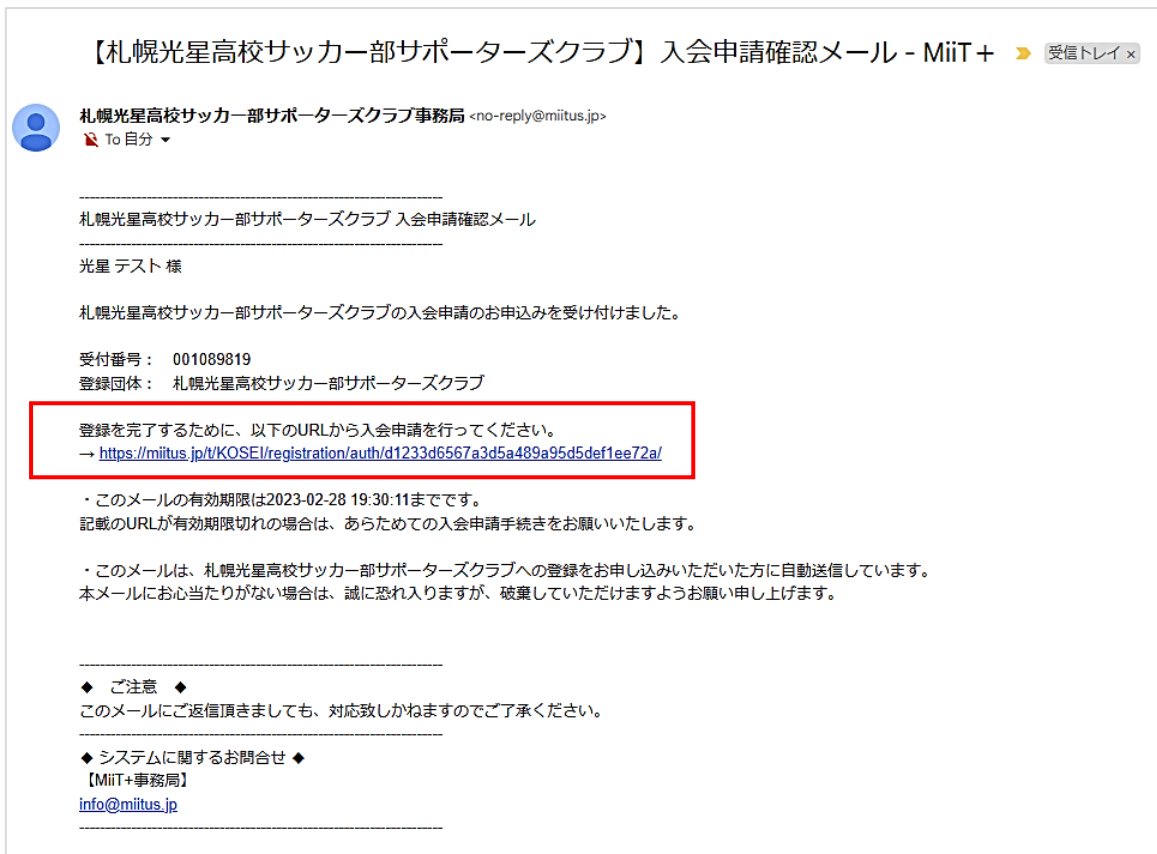 【札幌光星高校サッカー部サポーターズクラブ】入会申請確認メール - MiiT+ 受信トレイ ×
札幌光星高校サッカー部サポーターズクラブ事務局 <no-reply@miitus.jp>
To 自分
----------------------------------------------------------------------
札幌光星高校サッカー部サポーターズクラブ 入会申請確認メール
----------------------------------------------------------------------
光星 テスト 様
札幌光星高校サッカー部サポーターズクラブの入会申請のお申込みを受け付けました。
受付番号： 001089819
登録団体： 札幌光星高校サッカー部サポーターズクラブ
登録を完了するために、以下のURLから入会申請を行ってください。
→ https://miitus.jp/t/KOSEI/registration/auth/d1233d6567a3d5a489a95d5def1ee72a/
・このメールの有効期限は2023-02-28 19:30:11までです。
記載のURLが有効期限切れの場合は、あらためての入会申請手続きをお願いいたします。
・このメールは、札幌光星高校サッカー部サポーターズクラブへの登録をお申し込みいただいた方に自動送信しています。
本メールにお心当たりがない場合は、誠に恐れ入りますが、破棄していただけますようお願い申し上げます。
----------------------------------------------------------------------
◆ ご注意 ◆
このメールにご返信頂きましても、対応致しかねますのでご了承ください。
----------------------------------------------------------------------
◆ システムに関するお問合せ ◆
【MiiT+事務局】
info@miitus.jp
----------------------------------------------------------------------